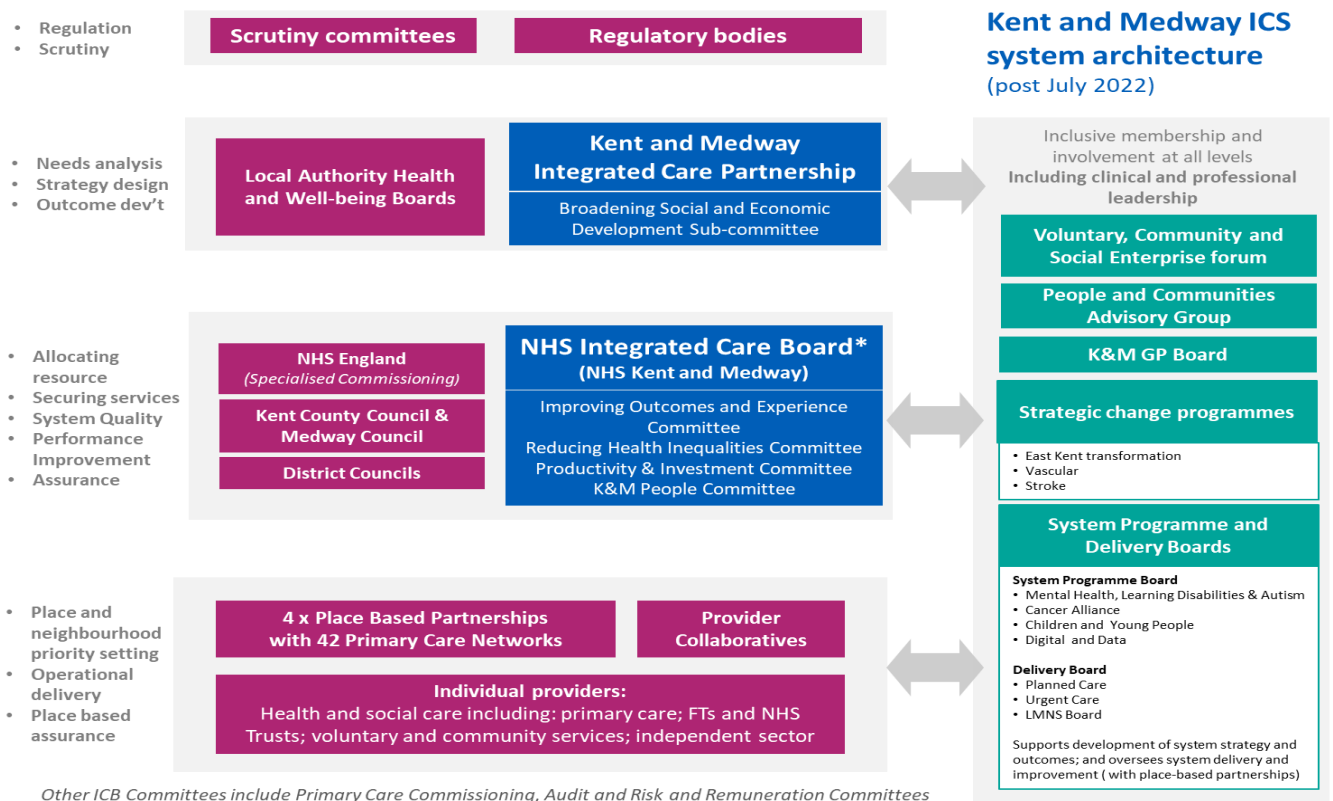 • Regulation
• Scrutiny
Scrutiny committees
Regulatory bodies
Kent and Medway ICS
system architecture
(post July 2022)
• Needs analysis
• Strategy design
• Outcome dev't
Local Authority Health
and Well-being Boards
Kent and Medway
Integrated Care Partnership
Broadening Social and Economic
Development Sub-committee
Inclusive membership and
involvement at all levels
Including clinical and professional
leadership
Voluntary, Community and
Social Enterprise forum
People and Communities
Advisory Group
K&M GP Board
Strategic change programmes
• East Kent transformation
• Vascular
• Stroke
• Allocating
resource
• Securing services
• System Quality
• Performance
Improvement
• Assurance
NHS England
(Specialised Commissioning)
Kent County Council &
Medway Council
District Councils
NHS Integrated Care Board*
(NHS Kent and Medway)
Improving Outcomes and Experience
Committee
Reducing Health Inequalities Committee
Productivity & Investment Committee
K&M People Committee
System Programme and
Delivery Boards
System Programme Board
• Mental Health, Learning Disabilities & Autism
• Cancer Alliance
• Children and Young People
• Digital and Data
Delivery Board
• Planned Care
• Urgent Care
• LMNS Board
Supports development of system strategy and
outcomes; and oversees system delivery and
improvement ( with place-based partnerships)
• Place and
neighbourhood
priority setting
• Operational
delivery
• Place based
assurance
4 x Place Based Partnerships
with 42 Primary Care Networks
Provider
Collaboratives
Individual providers:
Health and social care including: primary care; FTs and NHS
Trusts; voluntary and community services; independent sector
Other ICB Committees include Primary Care Commissioning, Audit and Risk and Remuneration Committees